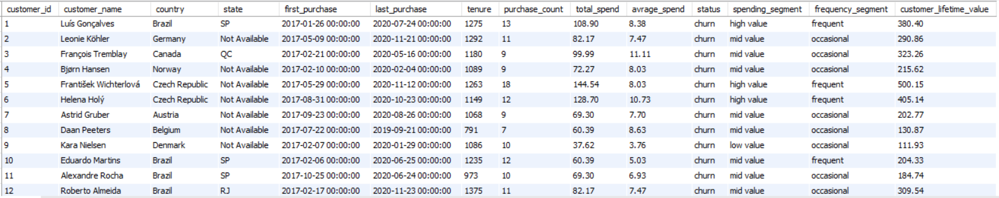 customer_id customer_name country state first_purchase last_purchase tenure purchase_count total_spend avrage_spend status spending_segment frequency_segment customer_lifetime_value
1 Luís Gonçalves Brazil SP 2017-01-26 00:00:00 2020-07-24 00:00:00 1275 13 108.90 8.38 churn high value frequent 380.40
2 Leonie Köhler Germany Not Available 2017-05-09 00:00:00 2020-11-21 00:00:00 1292 11 82.17 7.47 churn mid value occasional 290.86
3 François Tremblay Canada QC 2017-02-21 00:00:00 2020-05-16 00:00:00 1180 9 99.99 11.11 churn mid value occasional 323.26
4 Bjørn Hansen Norway Not Available 2017-02-10 00:00:00 2020-02-04 00:00:00 1089 9 72.27 8.03 churn mid value occasional 215.62
5 František Wichterlová Czech Republic Not Available 2017-05-29 00:00:00 2020-11-12 00:00:00 1263 18 144.54 8.03 churn high value frequent 500.15
6 Helena Holý Czech Republic Not Available 2017-08-31 00:00:00 2020-10-23 00:00:00 1149 12 128.70 10.73 churn high value frequent 405.14
7 Astrid Gruber Austria Not Available 2017-09-23 00:00:00 2020-08-26 00:00:00 1068 9 69.30 7.70 churn mid value occasional 202.77
8 Daan Peeters Belgium Not Available 2017-07-22 00:00:00 2019-09-21 00:00:00 791 7 60.39 8.63 churn mid value occasional 130.87
9 Kara Nielsen Denmark Not Available 2017-02-07 00:00:00 2020-01-29 00:00:00 1086 10 37.62 3.76 churn low value occasional 111.93
10 Eduardo Martins Brazil SP 2017-02-06 00:00:00 2020-06-25 00:00:00 1235 12 60.39 5.03 churn mid value frequent 204.33
11 Alexandre Rocha Brazil SP 2017-10-25 00:00:00 2020-06-24 00:00:00 973 10 69.30 6.93 churn mid value occasional 184.74
12 Roberto Almeida Brazil RJ 2017-02-17 00:00:00 2020-11-23 00:00:00 1375 11 82.17 7.47 churn mid value occasional 309.54